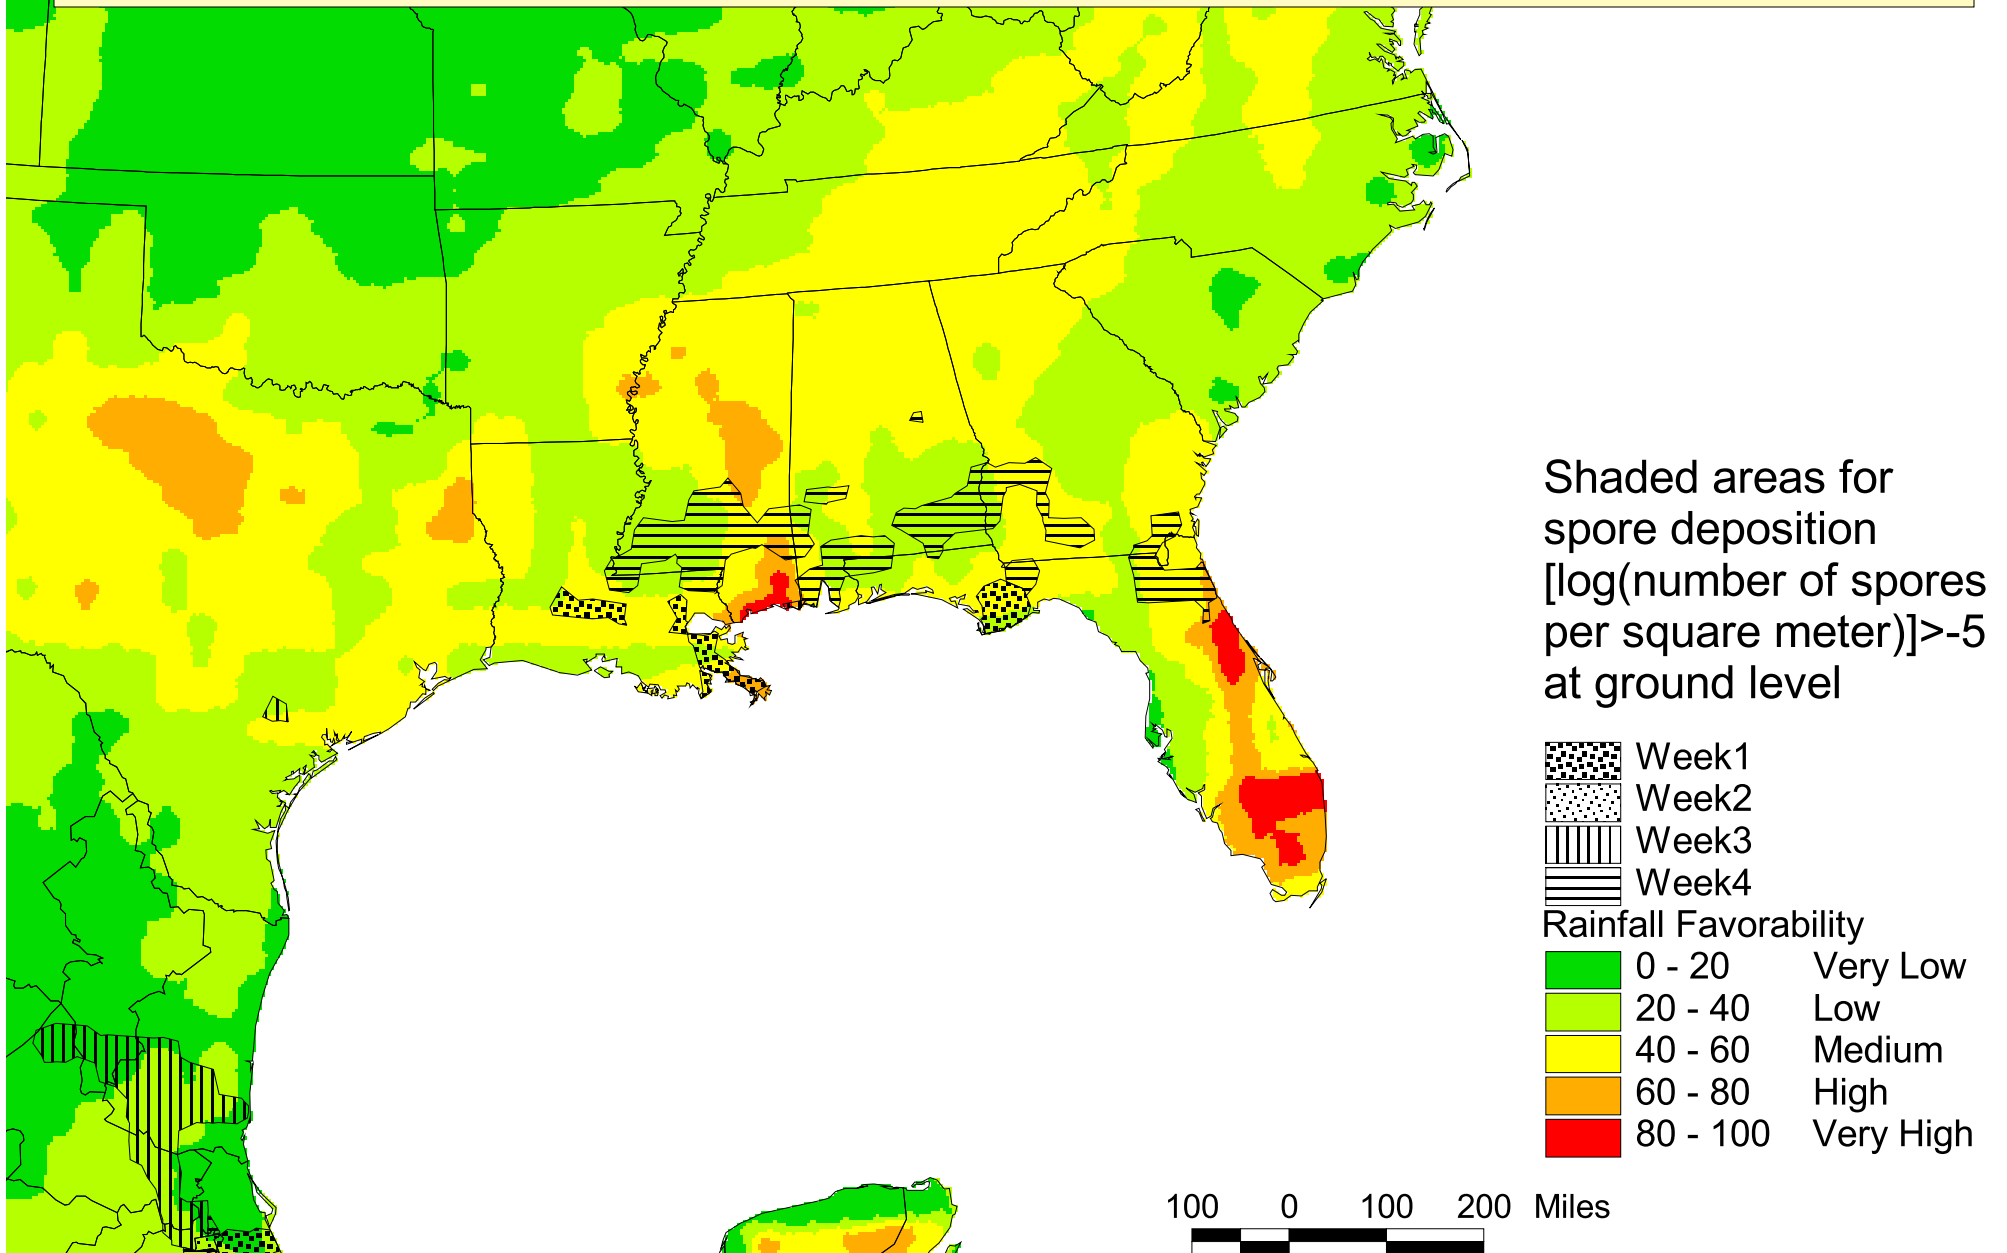 Shaded areas for
spore deposition
[log(number of spores
per square meter)]>-5
at ground level
Week1
Week2
Week3
Week4
Rainfall Favorability
0 - 20 Very Low
20 - 40 Low
40 - 60 Medium
60 - 80 High
80 - 100 Very High
100 0 100 200 Miles